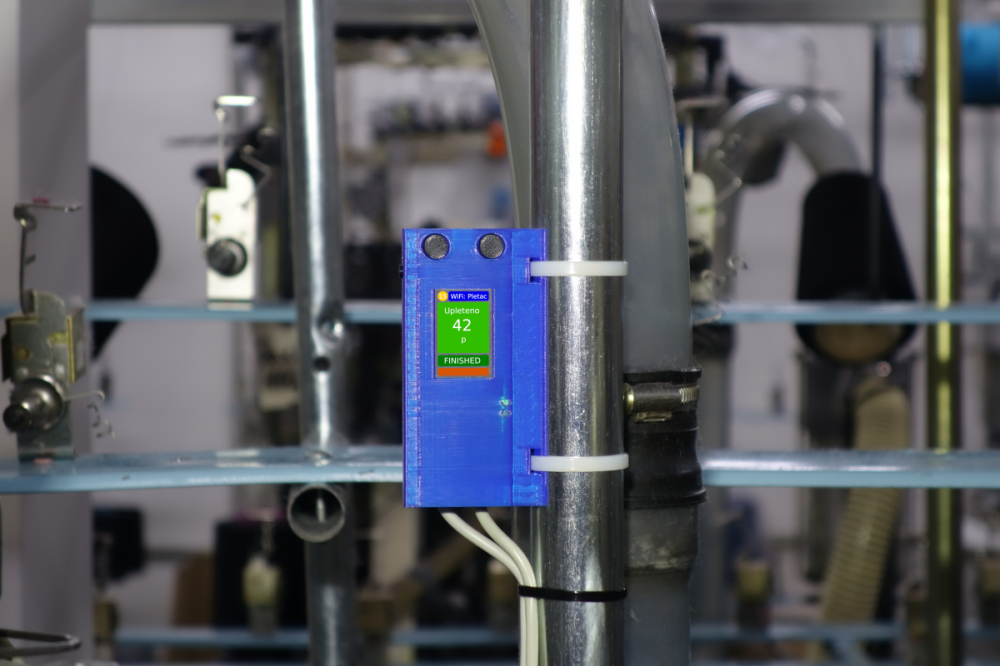 WiFi: Pletac
Upleteno
42
p
FINISHED